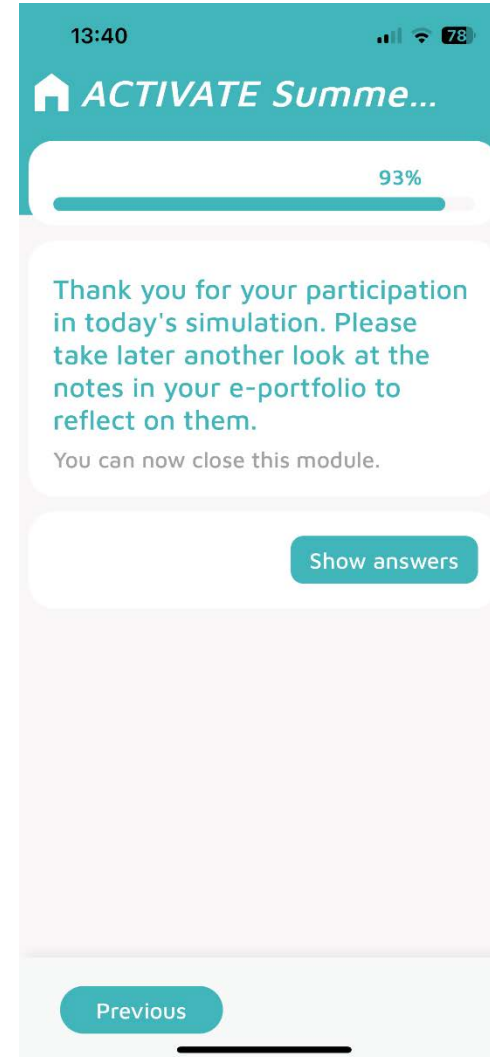 13:40
78
ACTIVATE Summe...
93%
Thank you for your participation
in today's simulation. Please
take later another look at the
notes in your e-portfolio to
reflect on them.
You can now close this module.
Show answers
Previous